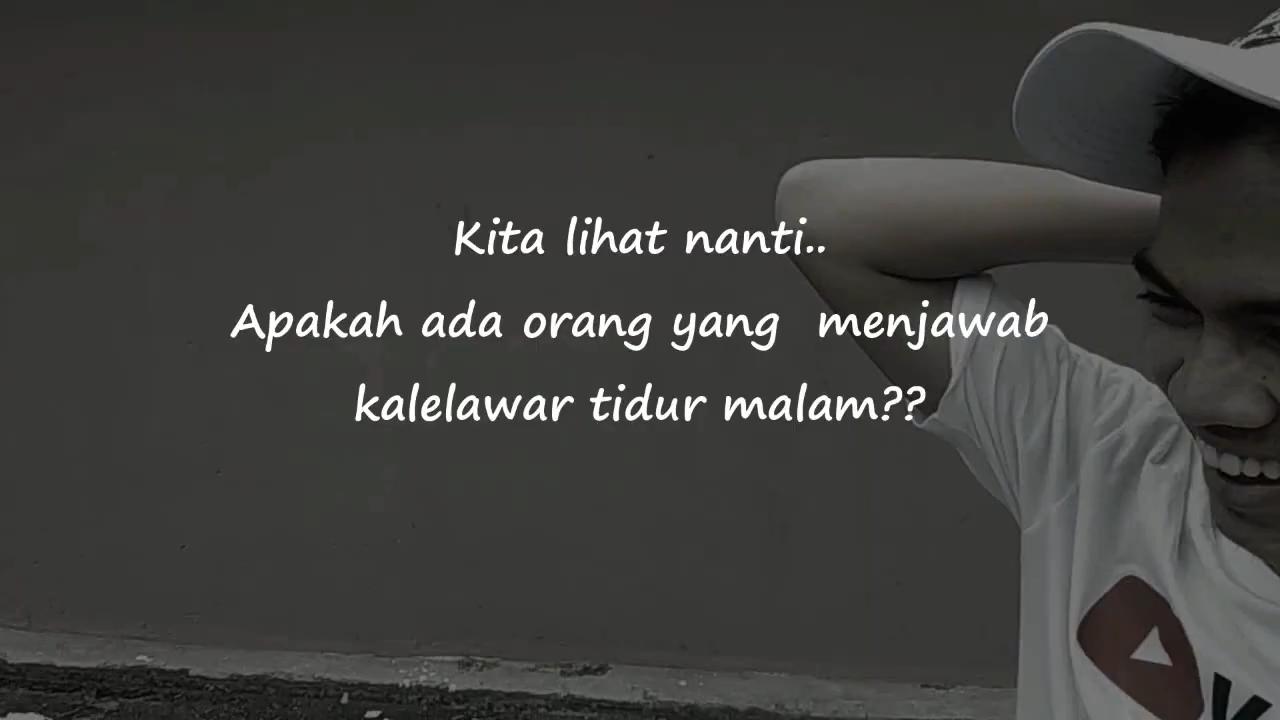 Kita lihat nanti..
Apakah ada orang yang menjawab
kalelawar tidur malam??